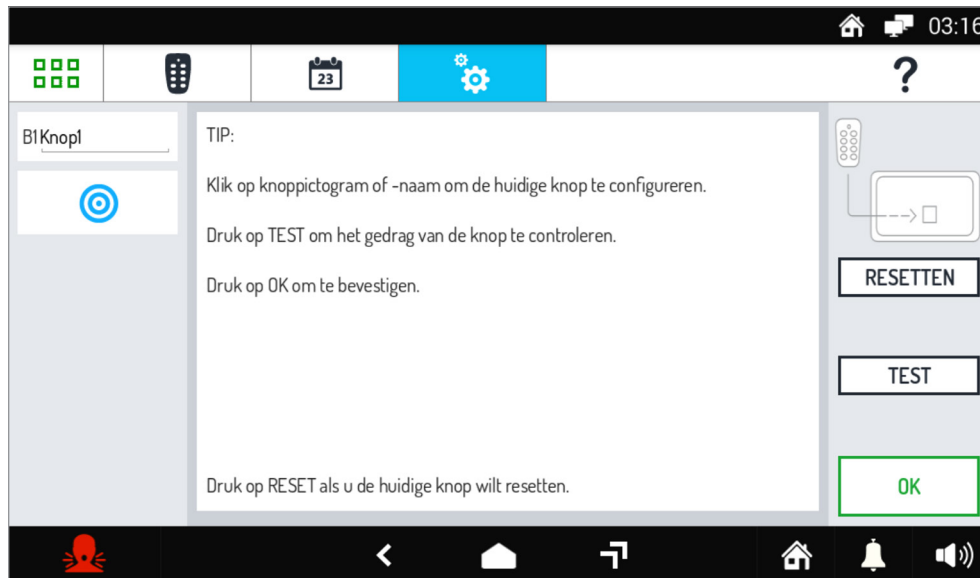 03:16
23
B1 Knop1
TIP:
Klik op knoppictogram of -naam om de huidige knop te configureren.
Druk op TEST om het gedrag van de knop te controleren.
Druk op OK om te bevestigen.
Druk op RESET als u de huidige knop wilt resetten.
RESETTEN
TEST
OK